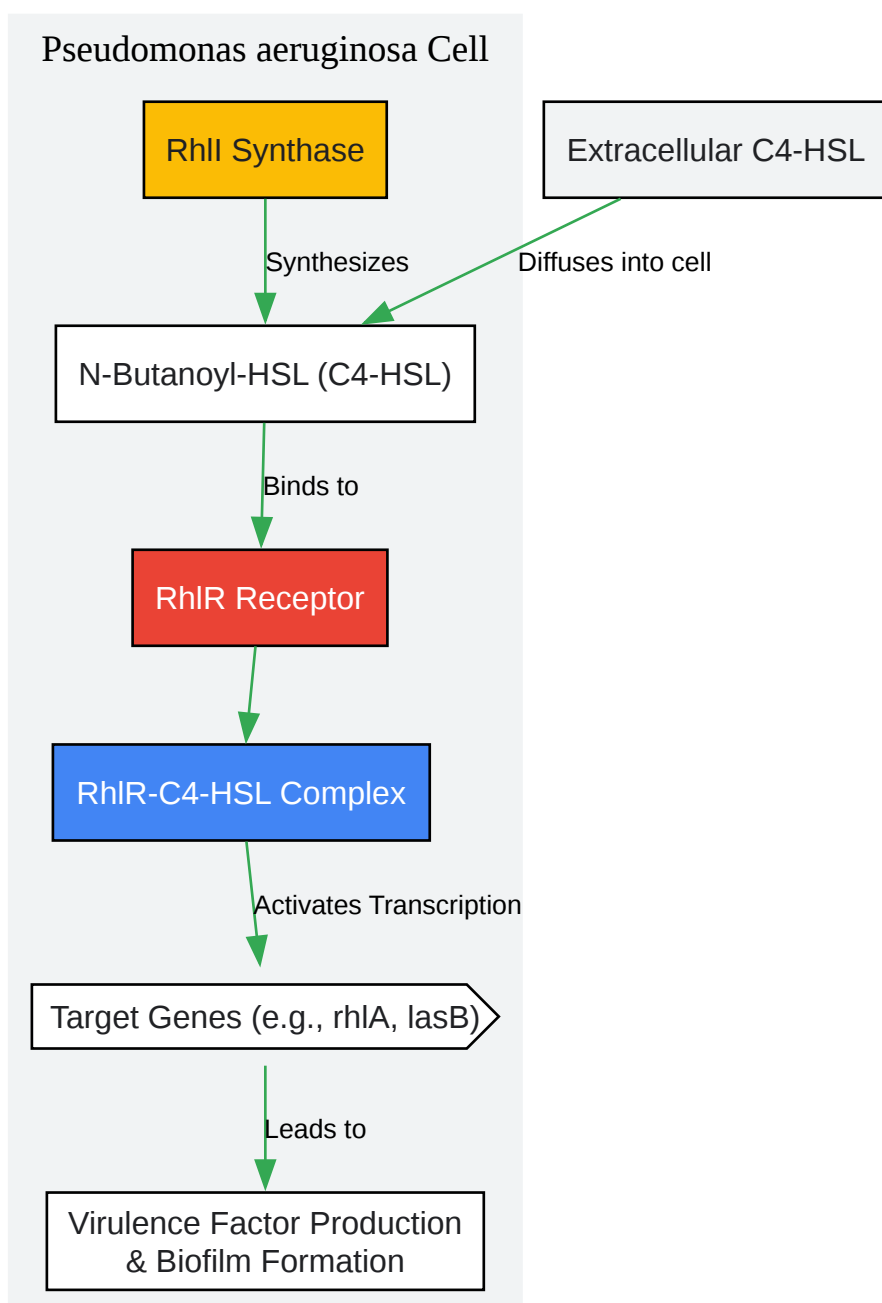 Pseudomonas aeruginosa Cell
RhlI Synthase
Extracellular C4-HSL
Synthesizes
Diffuses into cell
N-Butanoyl-HSL (C4-HSL)
Binds to
RhlR Receptor
RhlR-C4-HSL Complex
Activates Transcription
Target Genes (e.g., rhlA, lasB)
Leads to
Virulence Factor Production
& Biofilm Formation